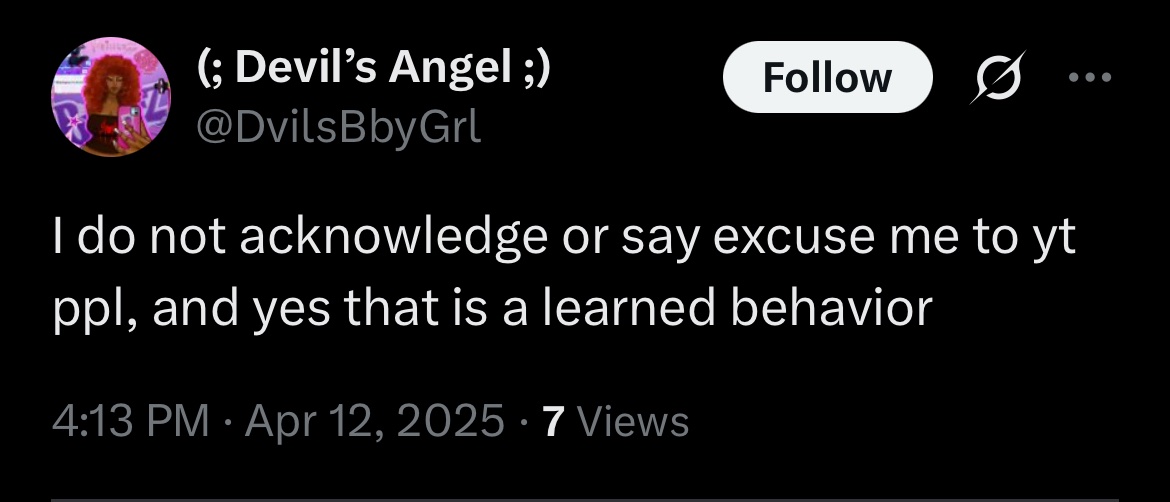 (; Devil’s Angel ;)
Follow
@DvilsBbyGrl
I do not acknowledge or say excuse me to yt
ppl, and yes that is a learned behavior
4:13 PM · Apr 12, 2025 · 7 Views